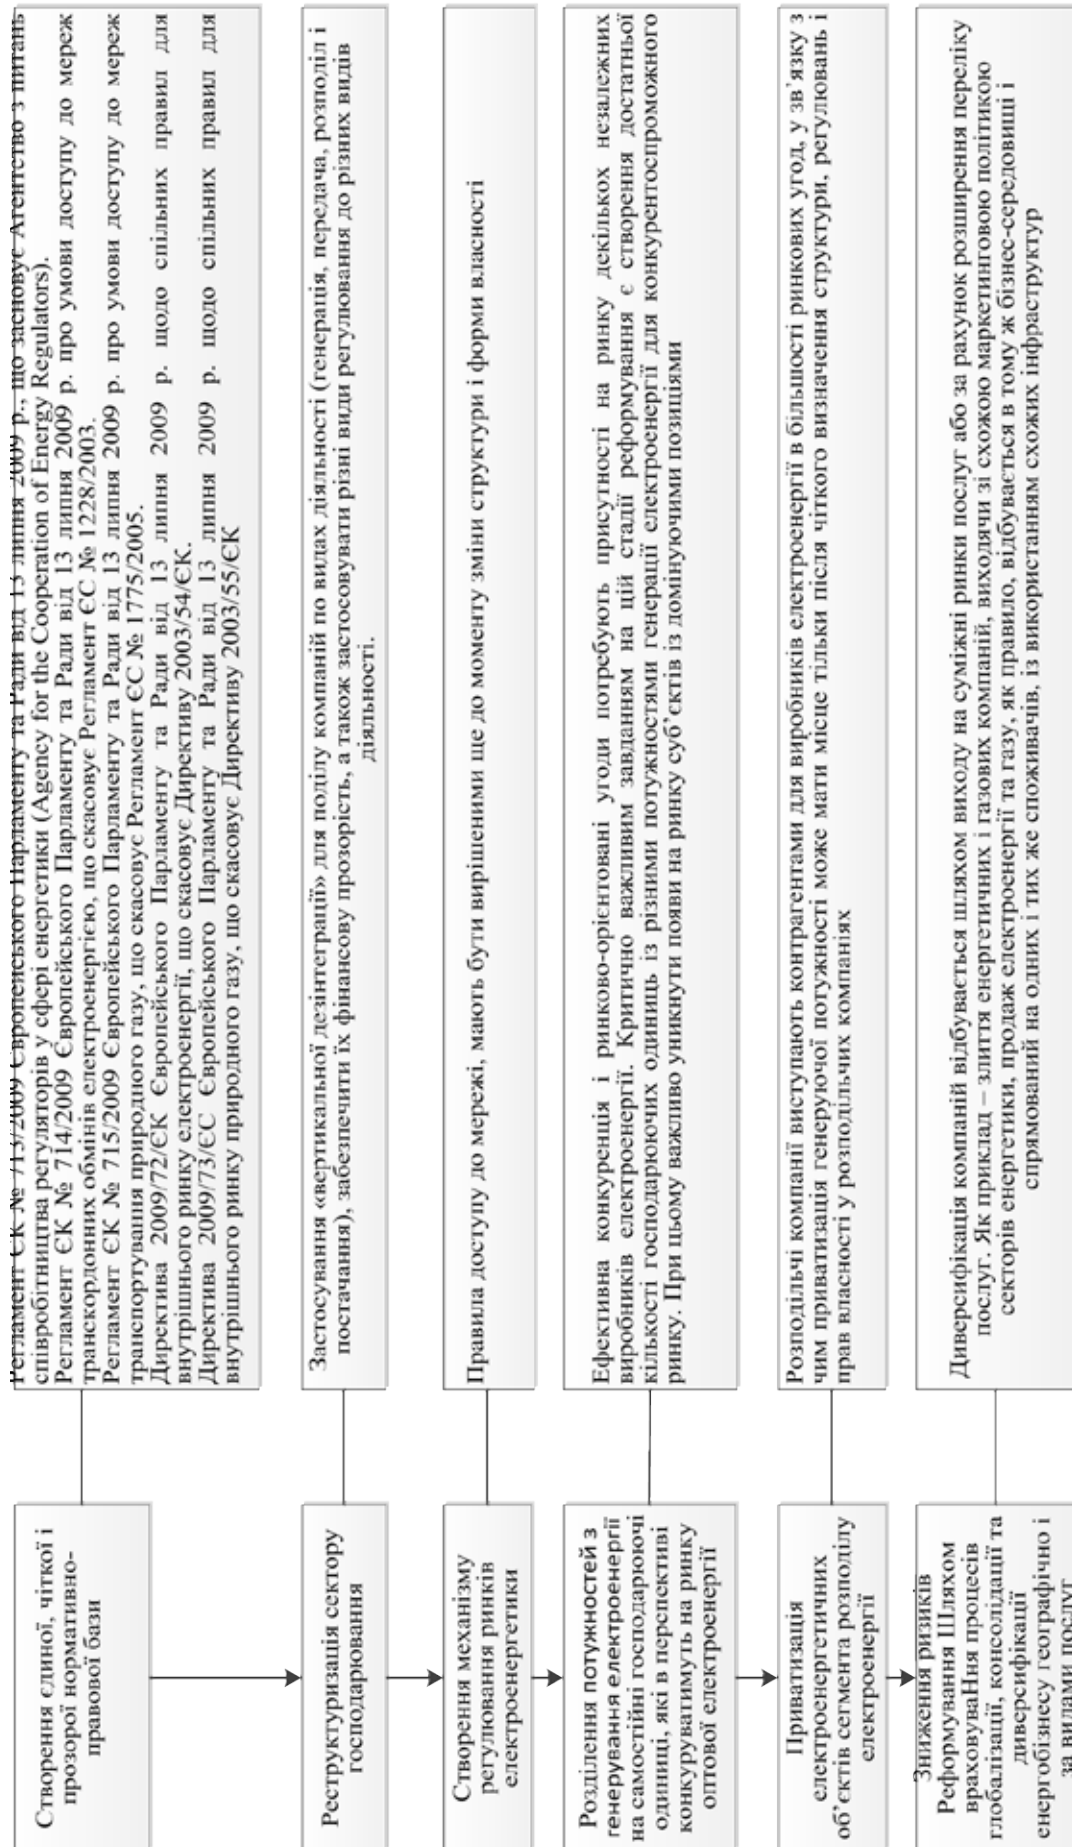 Створення єдиної, чіткої і
прозорої нормативно-
правової бази
Регламент ЄК № 713/2009 Європейського Парламенту та Ради від 13 липня 2009 р., що засновує Агентство з питань
співробітництва регуляторів у сфері енергетики (Agency for the Cooperation of Energy Regulators).
Регламент ЄК № 714/2009 Європейського Парламенту та Ради від 13 липня 2009 р. про умови доступу до мереж
транскордонних обмінів електроенергією, що скасовує Регламент ЄС № 1228/2003.
Регламент ЄК № 715/2009 Європейського Парламенту та Ради від 13 липня 2009 р. про умови доступу до мереж
транспортування природного газу, що скасовує Регламент ЄС № 1775/2005.
Директива 2009/72/ЄК Європейського Парламенту та Ради від 13 липня 2009 р. щодо спільних правил для
внутрішнього ринку електроенергії, що скасовує Директиву 2003/54/ЄК.
Директива 2009/73/ЄС Європейського Парламенту та Ради від 13 липня 2009 р. щодо спільних правил для
внутрішнього ринку природного газу, що скасовує Директиву 2003/55/ЄК
Реструктуризація сектору
господарювання
Застосування «вертикальної дезінтеграції» для поділу компаній по видах діяльності (генерація, передача, розподіл і
постачання), забезпечити їх фінансову прозорість, а також застосовувати різні види регулювання до різних видів
діяльності.
Створення механізму
регулювання ринків
електроенергетики
Правила доступу до мережі, мають бути вирішеними ще до моменту зміни структури і форми власності
Розділення потужностей з
генерування електроенергії
на самостійні господарюючі
одиниці, які в перспективі
конкуруватимуть на ринку
оптової електроенергії
Ефективна конкуренція і ринково-орієнтовані угоди потребують присутності на ринку декількох незалежних
виробників електроенергії. Критично важливим завданням на цій стадії реформування є створення достатньої
кількості господарюючих одиниць із різними потужностями генерації електроенергії для конкурентоспроможного
ринку. При цьому важливо уникнути появи на ринку суб'єктів із домінуючими позиціями
Приватизація
електроенергетичних
об'єктів сегмента розподілу
електроенергії
Розподільчі компанії виступають контрагентами для виробників електроенергії в більшості ринкових угод, у зв'язку з
чим приватизація генеруючої потужності може мати місце тільки після чіткого визначення структури, регулювань і
прав власності у розподільчих компаніях
Зниження ризиків
Реформування Шляхом
врахуваНня процесів
глобалізації, консолідації та
диверсифікації
енергобізнесу географічно і
за видами послуг
Диверсифікація компаній відбувається шляхом виходу на суміжні ринки послуг або за рахунок розширення переліку
послуг. Як приклад – злиття енергетичних і газових компаній, виходячи зі схожою маркетинговою політикою
секторів енергетики, продаж електроенергії та газу, як правило, відбувається в тому ж бізнес-середовищі і
спрямований на одних і тих же споживачів, із використанням схожих інфраструктур